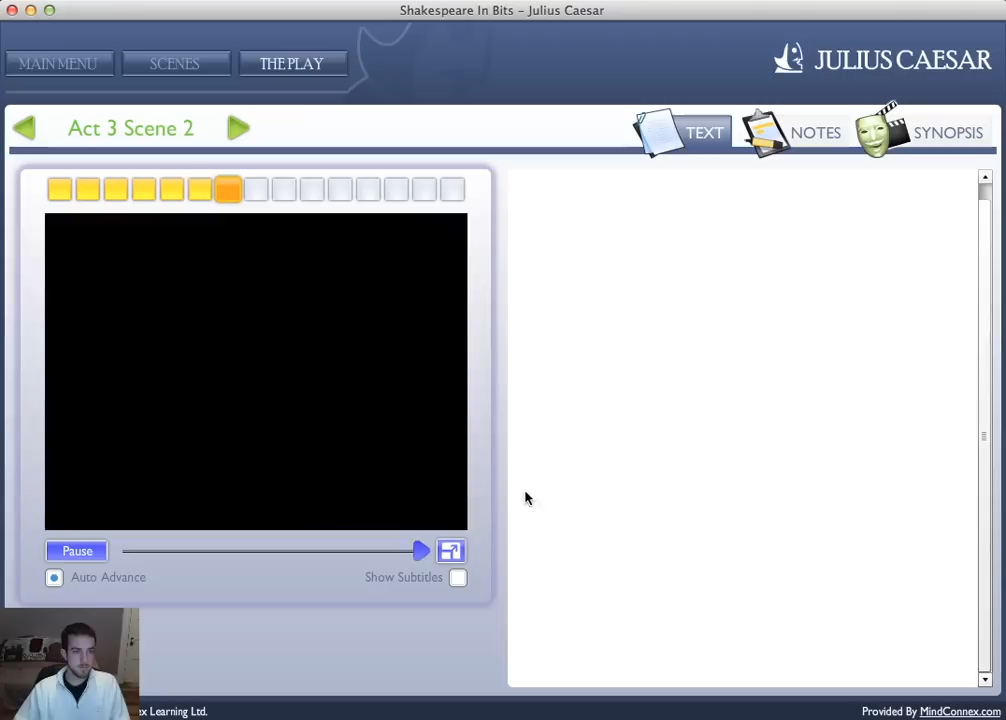 Shakespeare In Bits - Julius Caesar
MAIN MENU
SCENES
THE PLAY
JULIUS CAESAR
Act 3 Scene 2
TEXT
NOTES
SYNOPSIS
Pause
Auto Advance
Show Subtitles
ex Learning Ltd.
Provided By MindConnex.com